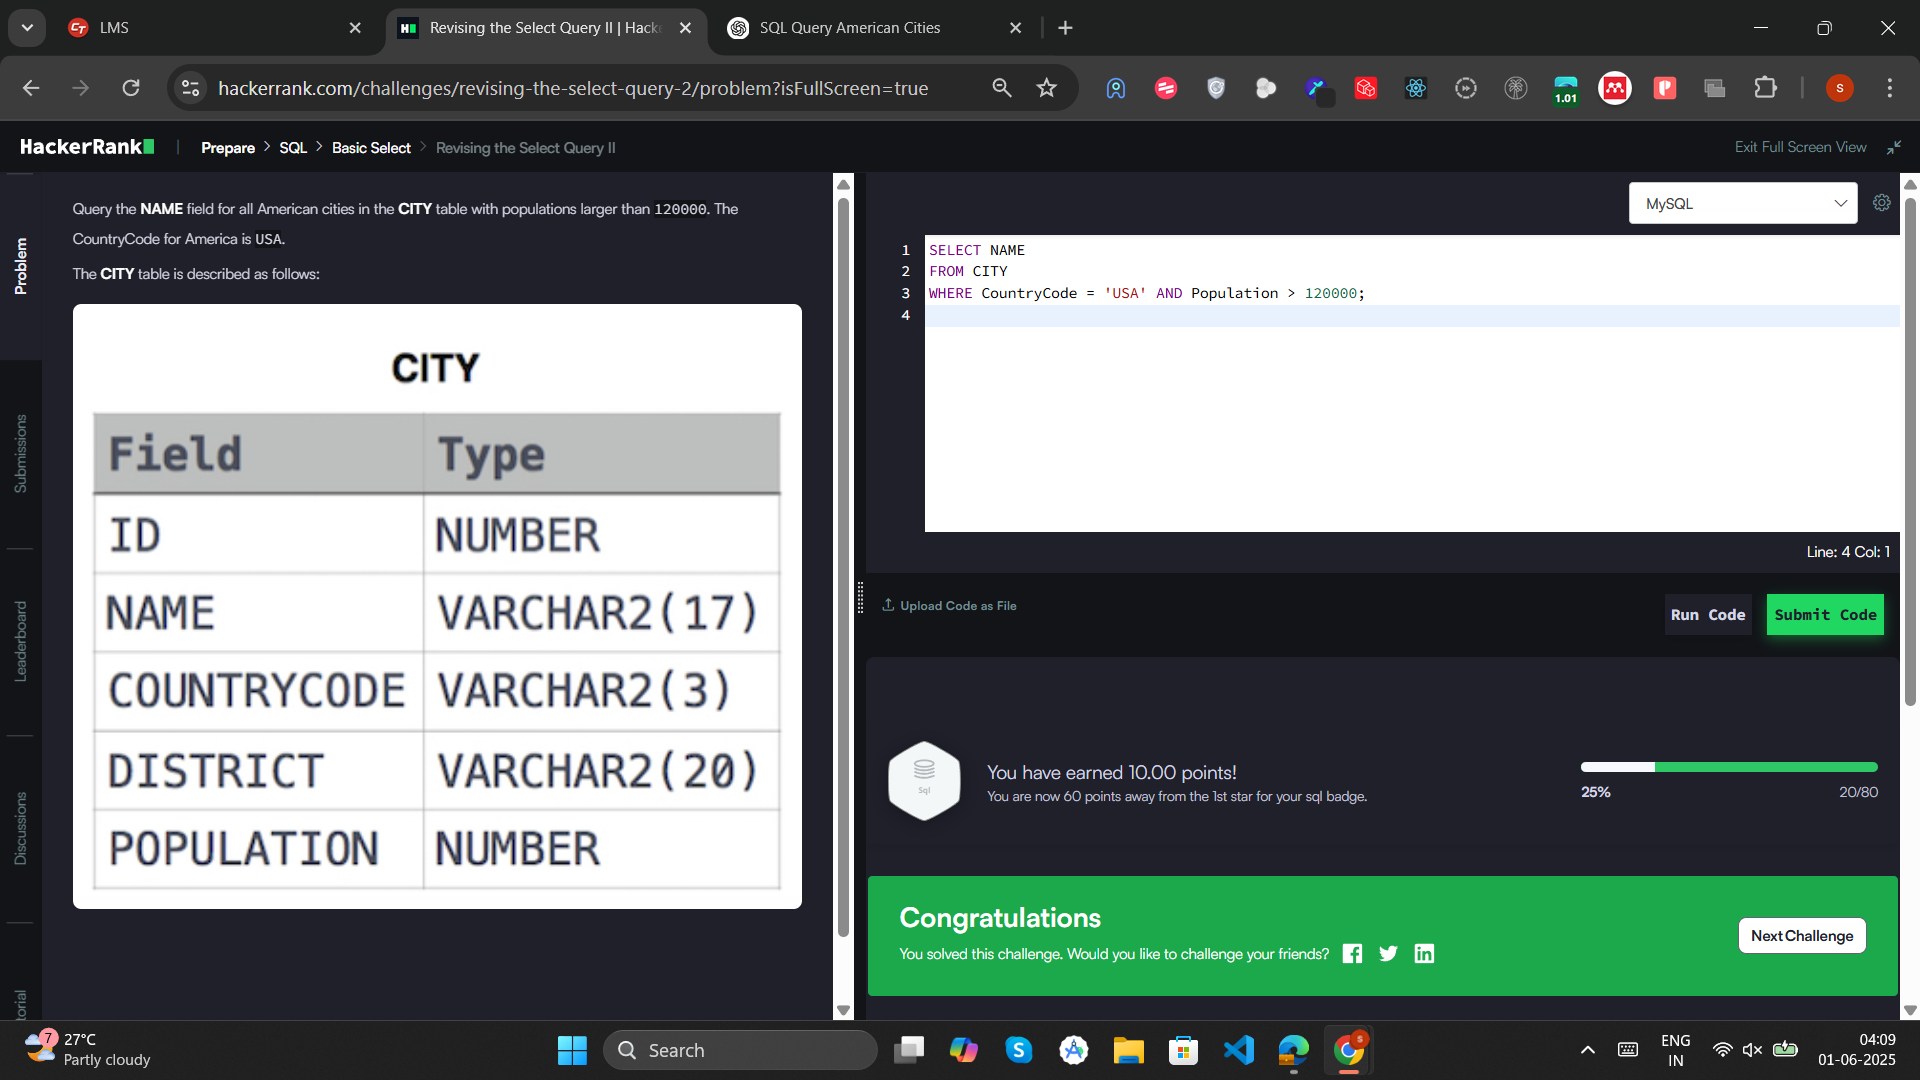 LMS
Revising the Select Query II | Hack
SQL Query American Cities
hackerrank.com/challenges/revising-the-select-query-2/problem?isFullScreen=true
1.01
S
HackerRank
Prepare > SQL > Basic Select > Revising the Select Query II
Exit Full Screen View
Problem
Submissions
Leaderboard
Discussions
torial
Query the NAME field for all American cities in the CITY table with populations larger than 120000. The
CountryCode for America is USA.
The CITY table is described as follows:
CITY
Field Type
ID NUMBER
NAME VARCHAR2(17)
COUNTRYCODE VARCHAR2(3)
DISTRICT VARCHAR2(20)
POPULATION NUMBER
MySQL
1 SELECT NAME
2 FROM CITY
3 WHERE CountryCode = 'USA' AND Population > 120000;
4
Line: 4 Col: 1
Upload Code as File
Run Code
Submit Code
Sql
You have earned 10.00 points!
You are now 60 points away from the 1st star for your sql badge.
25% 20/80
Congratulations
You solved this challenge. Would you like to challenge your friends?
Next Challenge
7
27°C
Partly cloudy
Search
ENG
IN
04:09
01-06-2025